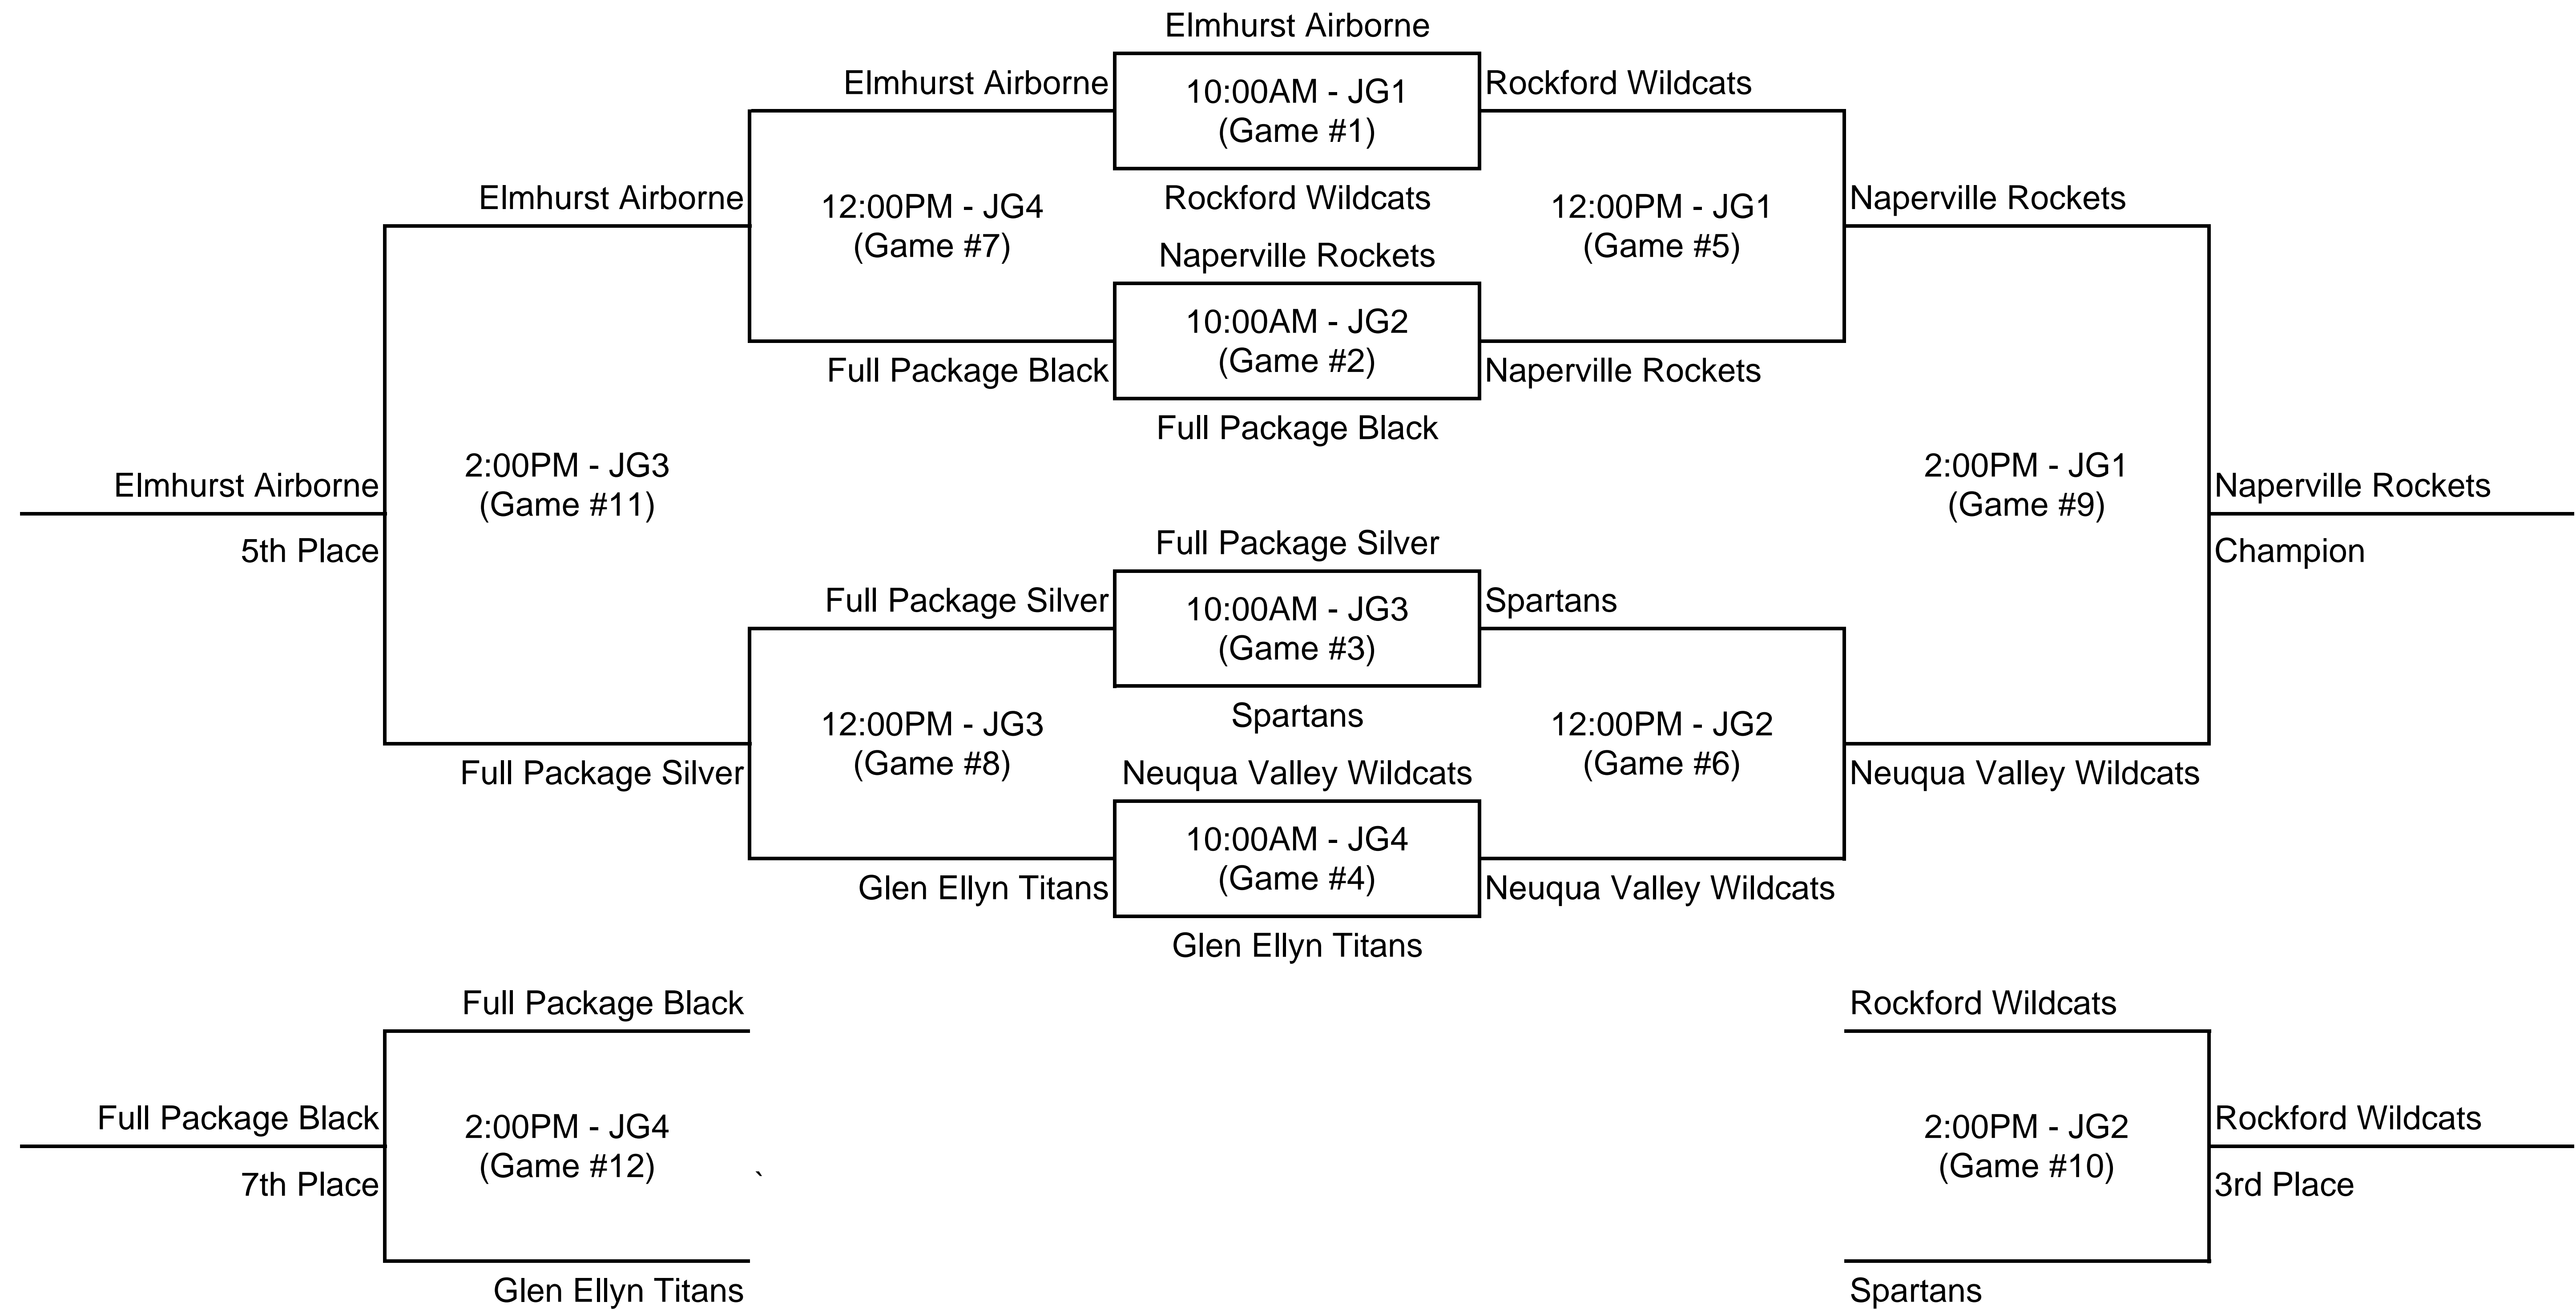 Elmhurst Airborne
Elmhurst Airborne
10:00AM - JG1
(Game #1)
Rockford Wildcats
Elmhurst Airborne
12:00PM - JG4
(Game #7)
Rockford Wildcats
12:00PM - JG1
(Game #5)
Naperville Rockets
Naperville Rockets
10:00AM - JG2
(Game #2)
Full Package Black
Naperville Rockets
Full Package Black
Elmhurst Airborne
5th Place
2:00PM - JG3
(Game #11)
2:00PM - JG1
(Game #9)
Naperville Rockets
Champion
Full Package Silver
Full Package Silver
10:00AM - JG3
(Game #3)
Spartans
Spartans
12:00PM - JG3
(Game #8)
12:00PM - JG2
(Game #6)
Full Package Silver
Neuqua Valley Wildcats
Neuqua Valley Wildcats
10:00AM - JG4
(Game #4)
Glen Ellyn Titans
Neuqua Valley Wildcats
Glen Ellyn Titans
Full Package Black
Rockford Wildcats
Full Package Black
7th Place
2:00PM - JG4
(Game #12)
`
2:00PM - JG2
(Game #10)
Rockford Wildcats
3rd Place
Glen Ellyn Titans
Spartans